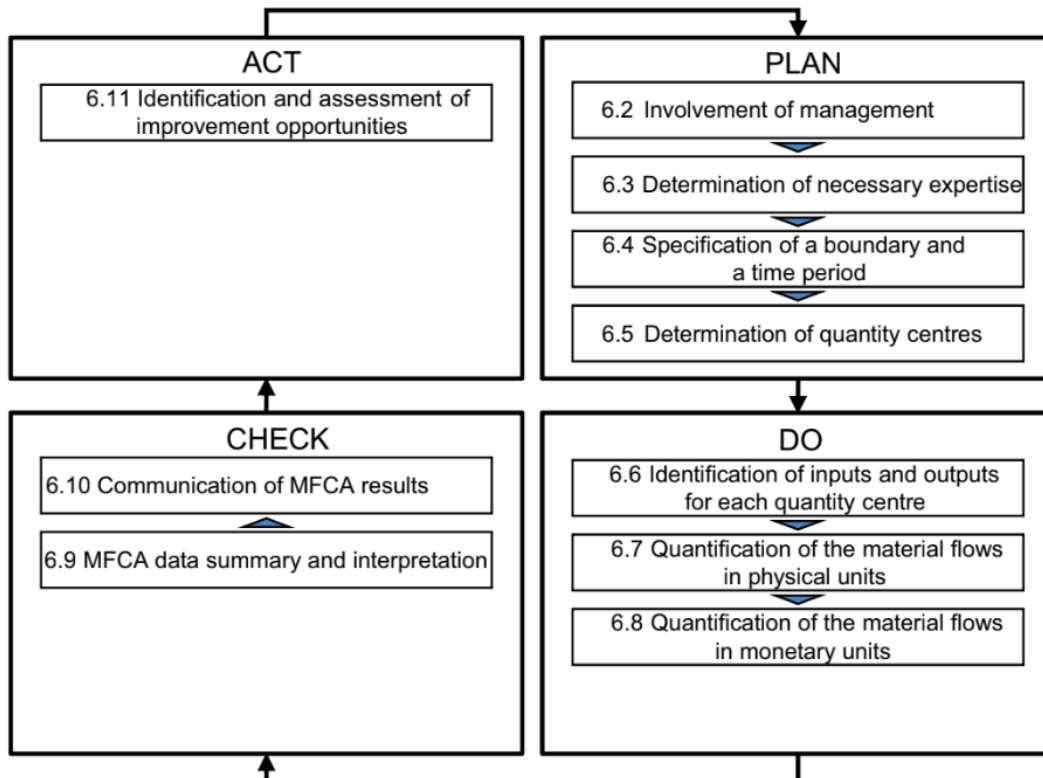 ACT
6.11 Identification and assessment of
improvement opportunities
PLAN
6.2 Involvement of management
6.3 Determination of necessary expertise
6.4 Specification of a boundary and
a time period
6.5 Determination of quantity centres
CHECK
6.10 Communication of MFCA results
6.9 MFCA data summary and interpretation
DO
6.6 Identification of inputs and outputs
for each quantity centre
6.7 Quantification of the material flows
in physical units
6.8 Quantification of the material flows
in monetary units